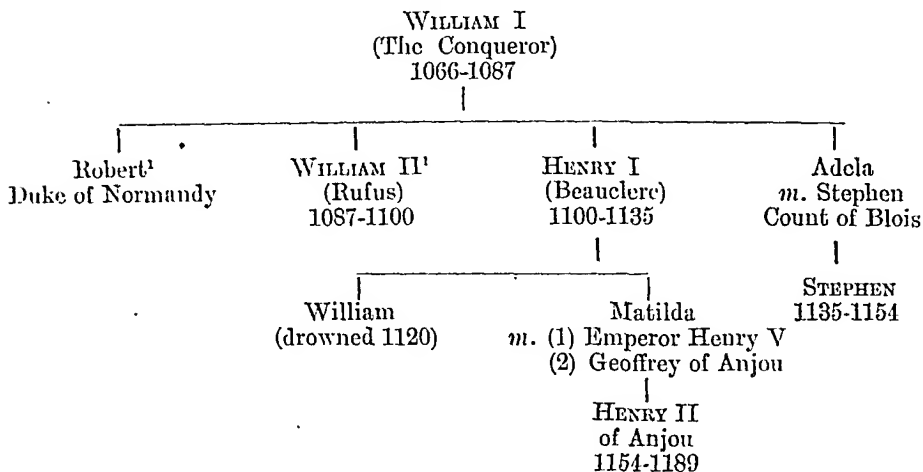 WILLIAM I
(The Conqueror)
1066-1087
Robert¹
Duke of Normandy
WILLIAM II¹
(Rufus)
1087-1100
HENRY I
(Beauclerc)
1100-1135
Adela
m. Stephen
Count of Blois
William
(drowned 1120)
Matilda
m. (1) Emperor Henry V
(2) Geoffrey of Anjou
STEPHEN
1135-1154
HENRY II
of Anjou
1154-1189